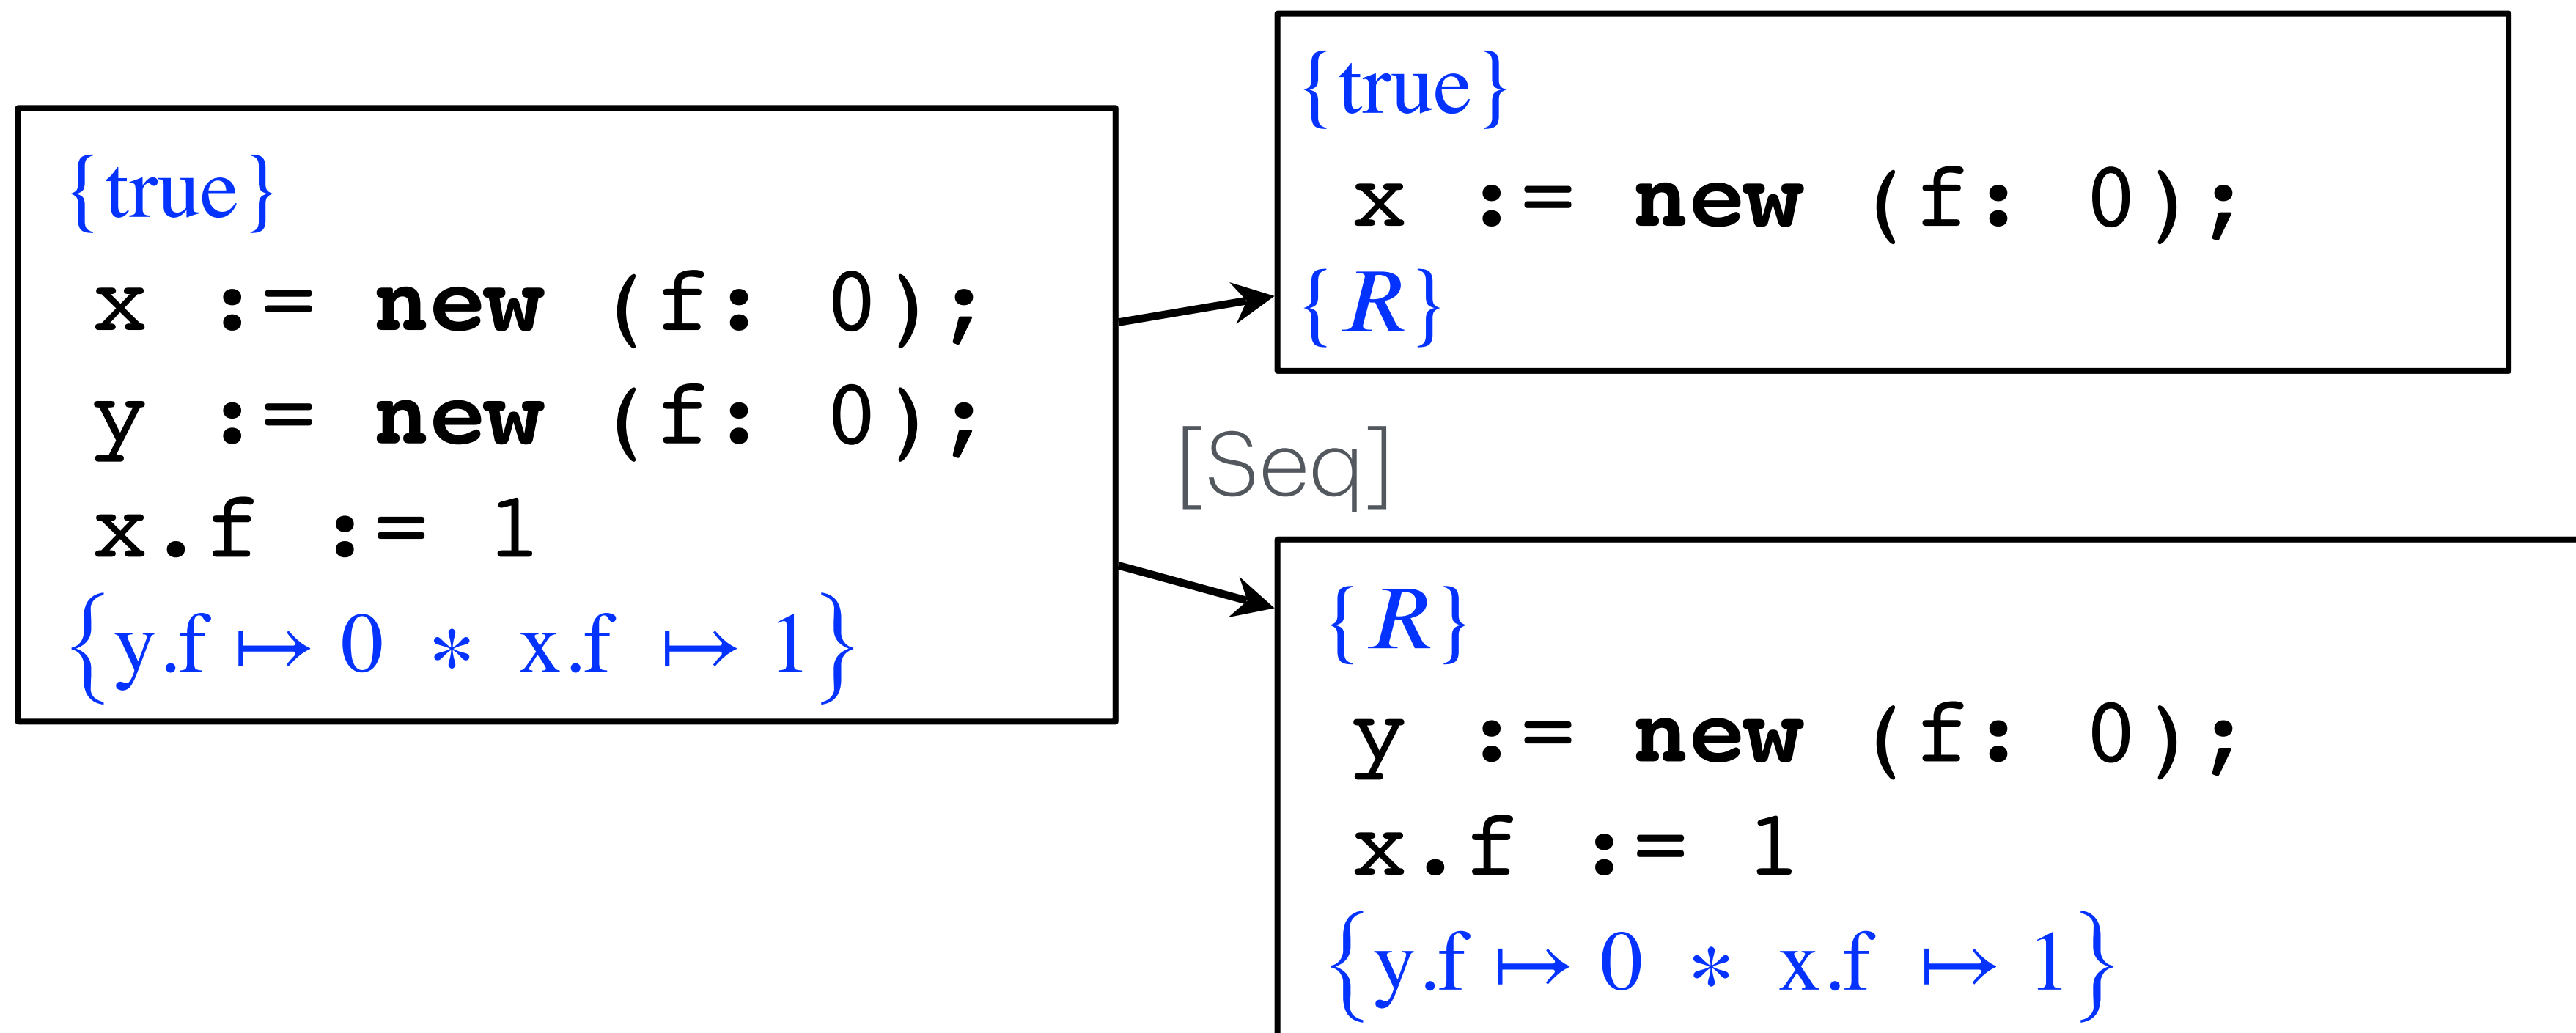 {true}
x := new (f: 0);
y := new (f: 0);
x.f := 1
{y.f ↦ 0 * x.f ↦ 1}
[Seq]
{true}
x := new (f: 0);
{R}
{R}
y := new (f: 0);
x.f := 1
{y.f ↦ 0 * x.f ↦ 1}